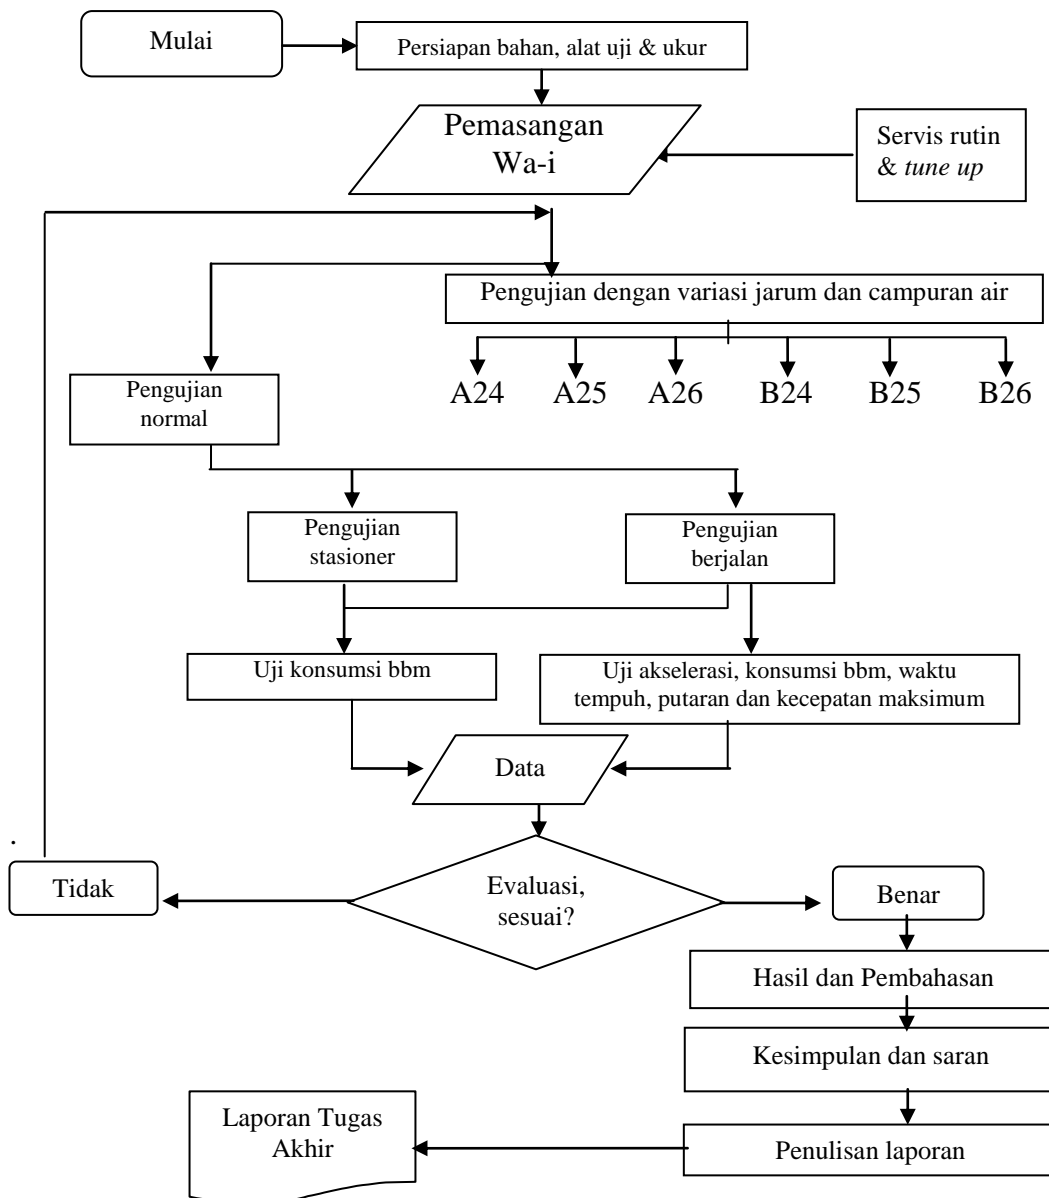 Mulai
Persiapan bahan, alat uji & ukur
Pemasangan
Wa-i
Servis rutin
& tune up
Pengujian dengan variasi jarum dan campuran air
A24
A25
A26
B24
B25
B26
Pengujian
normal
Pengujian
stasioner
Pengujian
berjalan
Uji konsumsi bbm
Uji akselerasi, konsumsi bbm, waktu
tempuh, putaran dan kecepatan maksimum
Data
.
Tidak
Evaluasi,
sesuai?
Benar
Hasil dan Pembahasan
Kesimpulan dan saran
Laporan Tugas
Akhir
Penulisan laporan